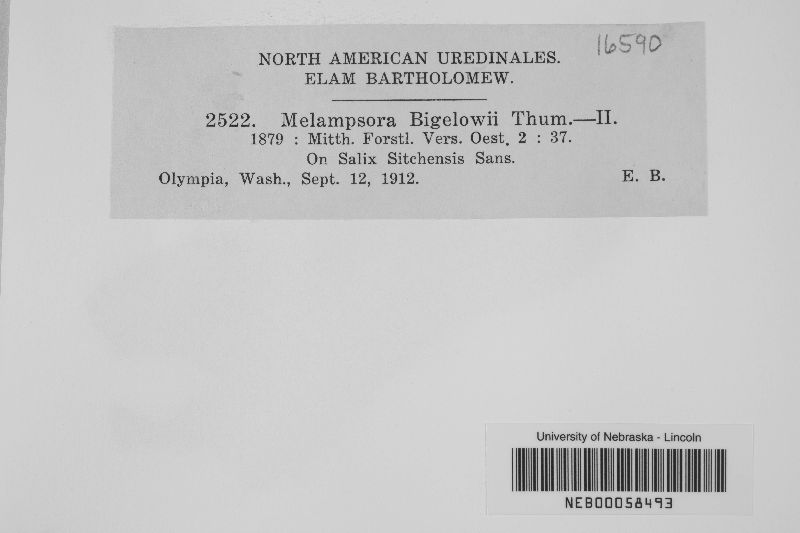 16590
NORTH AMERICAN UREDINALES.
ELAM BARTHOLOMEW.
2522. Melampsora Bigelowii Thum.—II.
1879 : Mitth. Forstl. Vers. Oest. 2 : 37.
On Salix Sitchensis Sans.
Olympia, Wash., Sept. 12, 1912. E. B.
University of Nebraska - Lincoln
NEB00058493